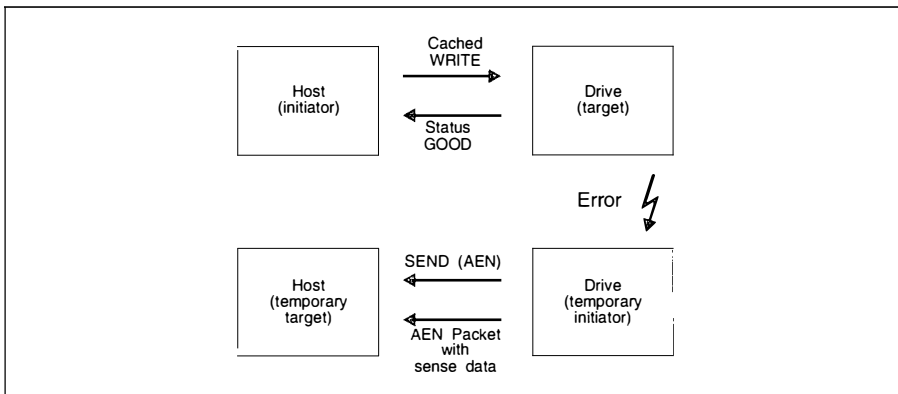 Cached
WRITE
Host
(initiator)
Drive
(target)
Status
GOOD
Error
SEND (AEN)
Host
(temporary
target)
Drive
(temporary
initiator)
AEN Packet
with
sense data